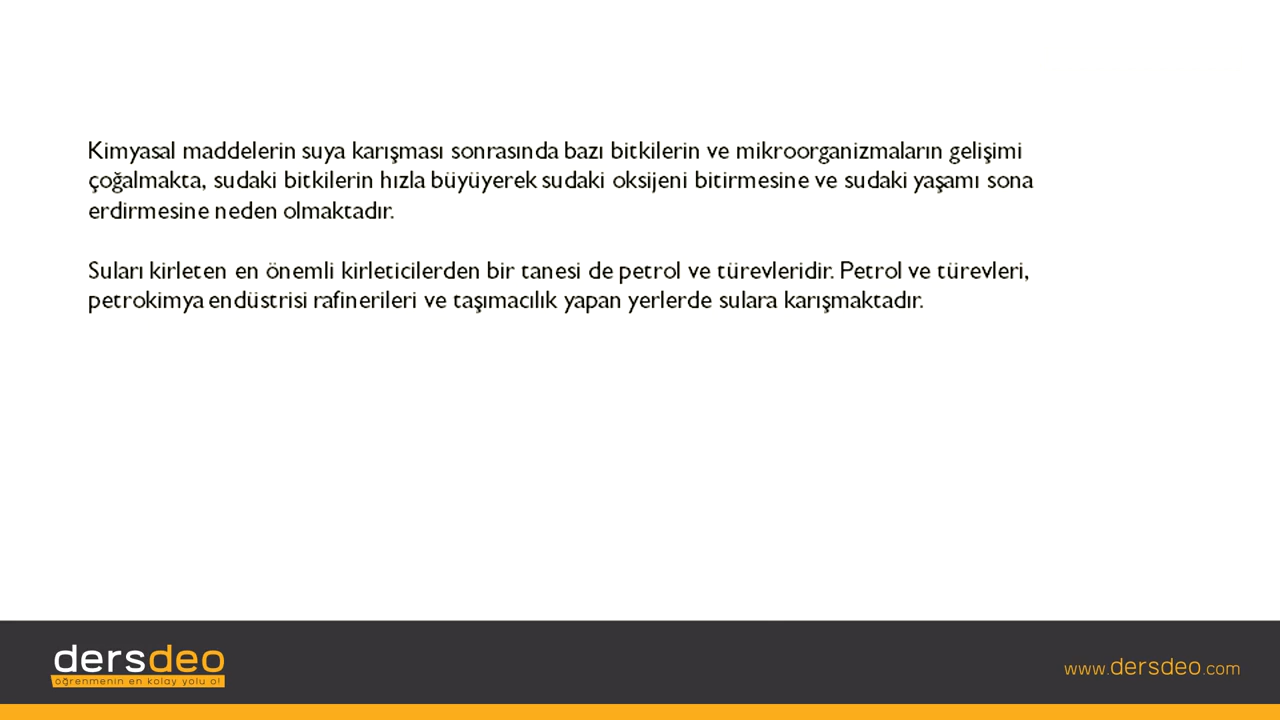 Kimyasal maddelerin suya karışması sonrasında bazı bitkilerin ve mikroorganizmaların gelişimi
çoğalmakta, sudaki bitkilerin hızla büyüyerek sudaki oksijeni bitirmesine ve sudaki yaşamı sona
erdirmesine neden olmaktadır.
Suları kirleten en önemli kirleticilerden bir tanesi de petrol ve türevleridir. Petrol ve türevleri,
petrokimya endüstrisi rafinerileri ve taşımacılık yapan yerlerde sulara karışmaktadır.
dersdeo
öğrenmenin en kolay yolu o!
www.dersdeo.com